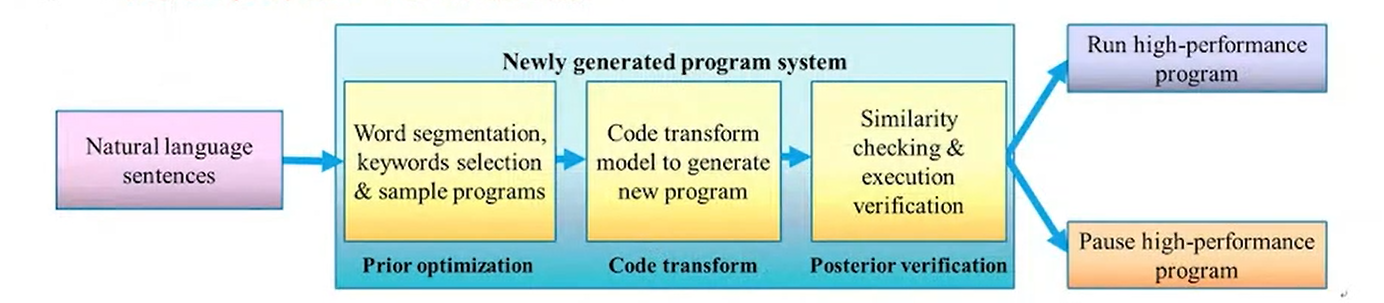 Newly generated program system
Natural language
sentences
Word segmentation,
keywords selection
& sample programs
Prior optimization
Code transform
model to generate
new program
Code transform
Similarity
checking &
execution
verification
Posterior verification
Run high-performance
program
Pause high-performance
program